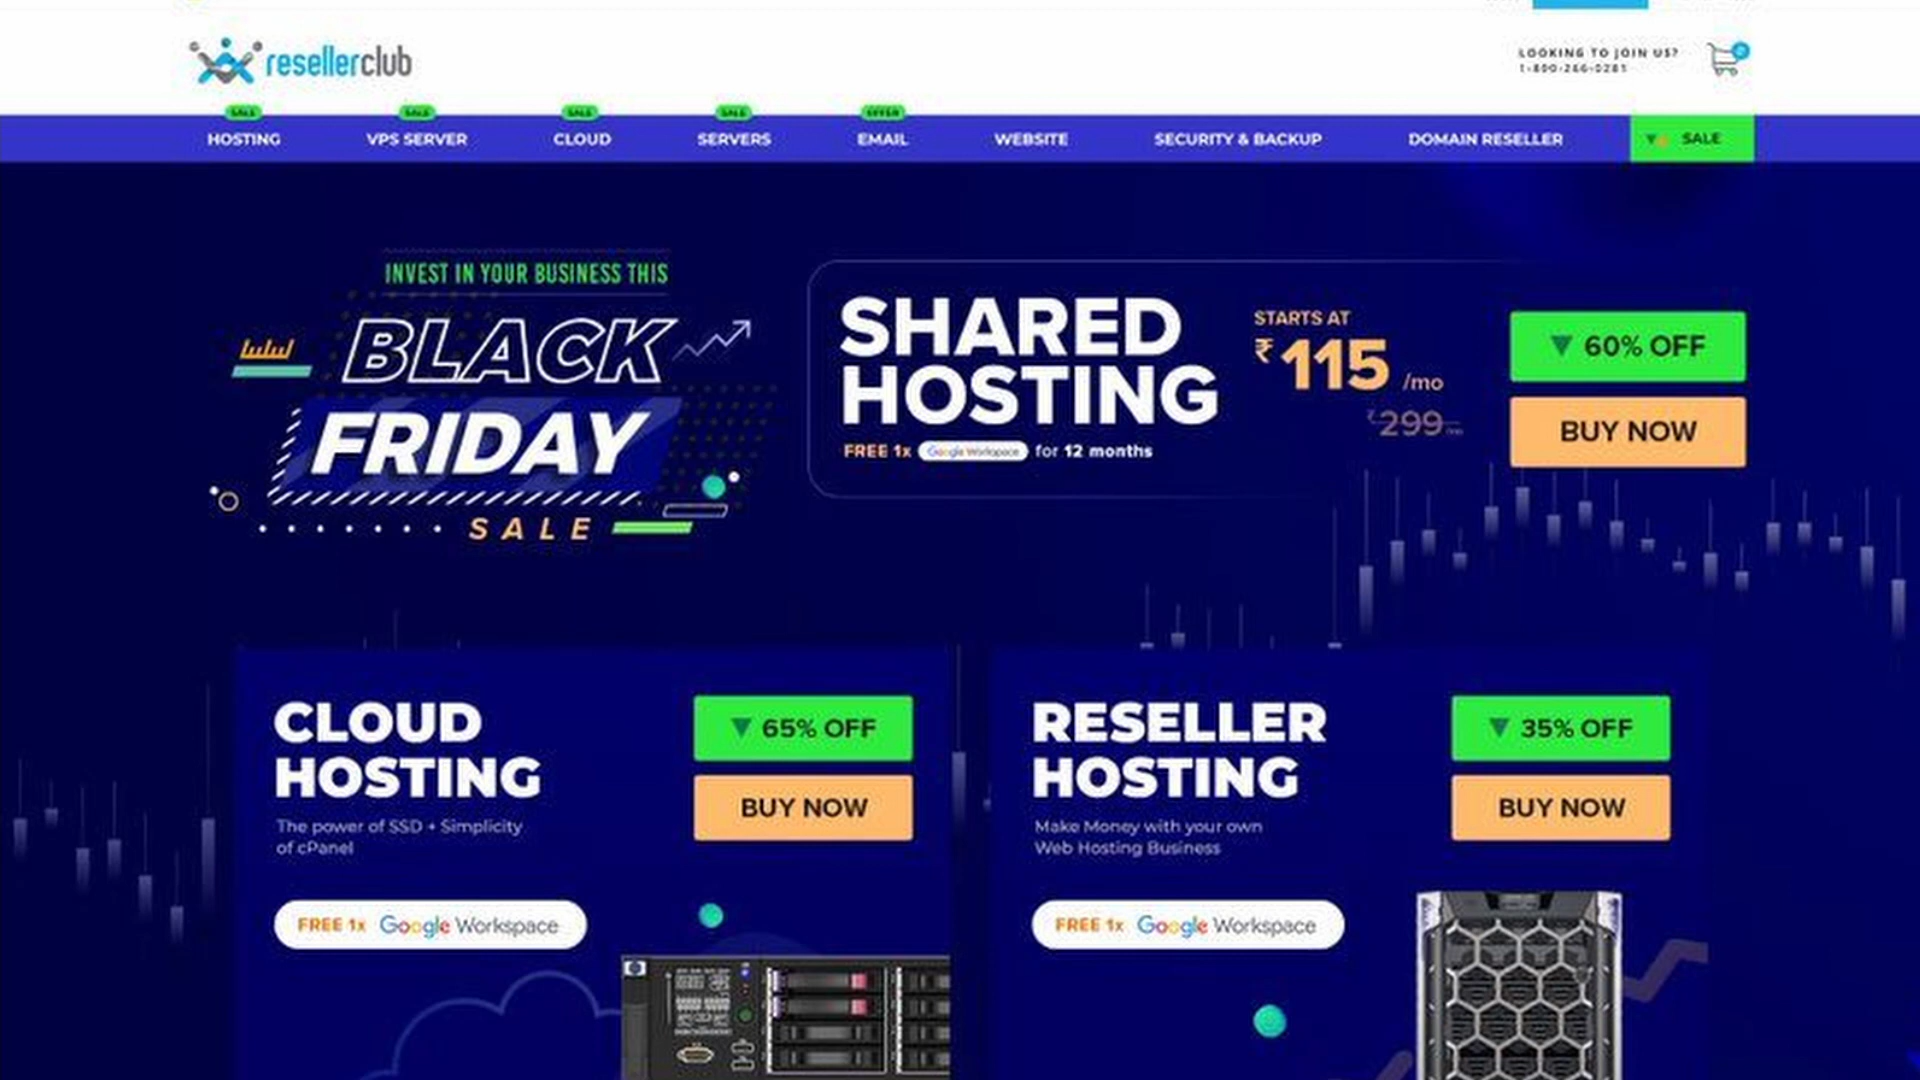 resellerclub
LOOKING TO JOIN US?
1-800-266-0281
SALE SALE SALE SALE OFFER
HOSTING VPS SERVER CLOUD SERVERS EMAIL WEBSITE SECURITY & BACKUP DOMAIN RESELLER SALE
INVEST IN YOUR BUSINESS THIS
BLACK
FRIDAY
SALE
SHARED
HOSTING
FREE 1x Google Workspace for 12 months
STARTS AT
₹115 /mo
₹299
60% OFF
BUY NOW
CLOUD
HOSTING
The power of SSD + Simplicity
of cPanel
65% OFF
BUY NOW
FREE 1x Google Workspace
RESELLER
HOSTING
Make Money with your own
Web Hosting Business
35% OFF
BUY NOW
FREE 1x Google Workspace